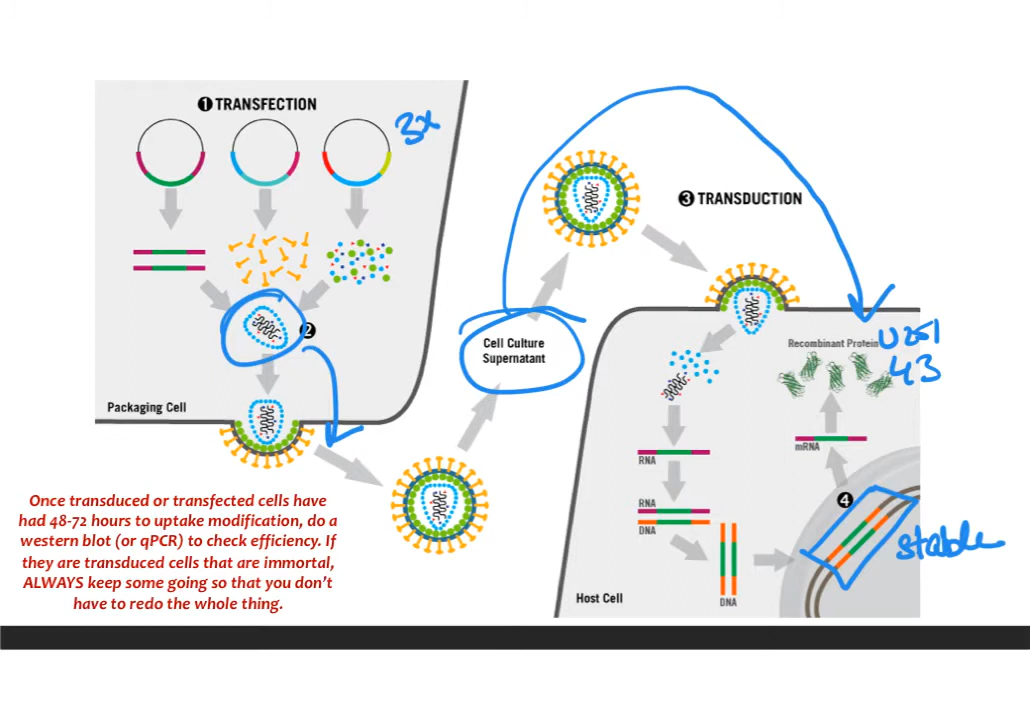 ❶ TRANSFECTION
3x
❷
Packaging Cell
Cell Culture
Supernatant
❸ TRANSDUCTION
Recombinant Protein
U251
43
RNA
RNA
DNA
DNA
mRNA
❹
stable
Host Cell
Once transduced or transfected cells have
had 48-72 hours to uptake modification, do a
western blot (or qPCR) to check efficiency. If
they are transduced cells that are immortal,
ALWAYS keep some going so that you don't
have to redo the whole thing.